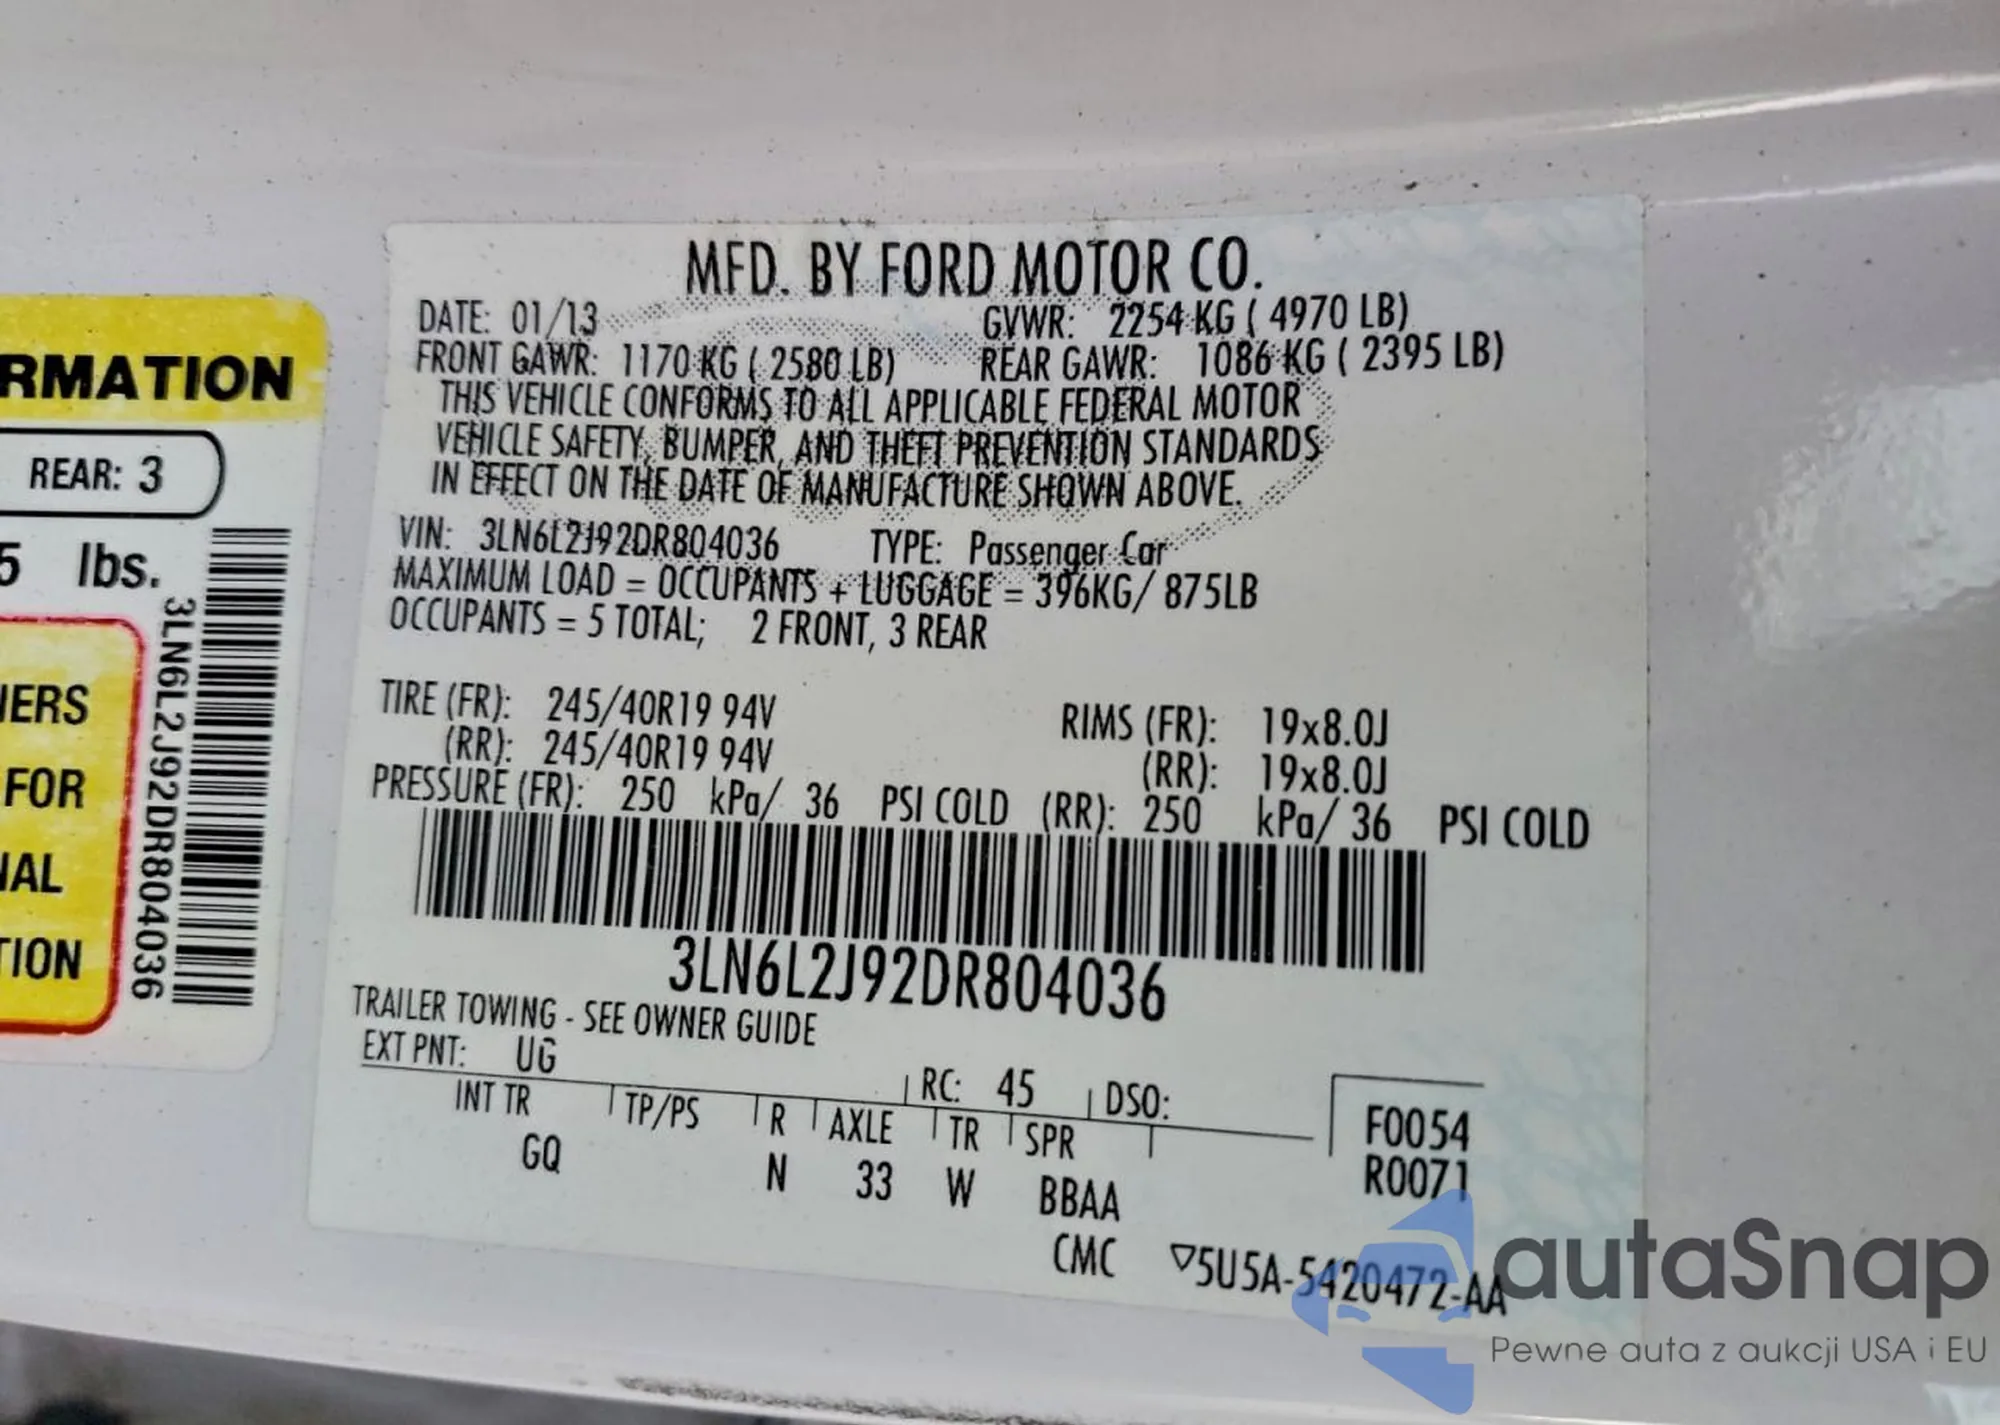 RMATION
REAR: 3
5 lbs.
NERS
FOR
NAL
TION
3LN6L2J92DR804036
MFD. BY FORD MOTOR CO.
DATE: 01/13 GVWR: 2254 KG ( 4970 LB)
FRONT GAWR: 1170 KG ( 2580 LB) REAR GAWR: 1086 KG ( 2395 LB)
THIS VEHICLE CONFORMS TO ALL APPLICABLE FEDERAL MOTOR
VEHICLE SAFETY, BUMPER, AND THEFT PREVENTION STANDARDS
IN EFFECT ON THE DATE OF MANUFACTURE SHOWN ABOVE.
VIN: 3LN6L2J92DR804036 TYPE: Passenger Car
MAXIMUM LOAD = OCCUPANTS + LUGGAGE = 396KG/ 875LB
OCCUPANTS = 5 TOTAL; 2 FRONT, 3 REAR
TIRE (FR): 245/40R19 94V RIMS (FR): 19x8.0J
(RR): 245/40R19 94V (RR): 19x8.0J
PRESSURE (FR): 250 kPa/ 36 PSI COLD (RR): 250 kPa/ 36 PSI COLD
3LN6L2J92DR804036
TRAILER TOWING - SEE OWNER GUIDE
EXT PNT: UG RC: 45 DSO:
INT TR TP/PS R AXLE TR SPR F0054
GQ N 33 W BBAA R0071
CMC ▽5U5A-5420472-AA
autaSnap
Pewne auta z aukcji USA i EU